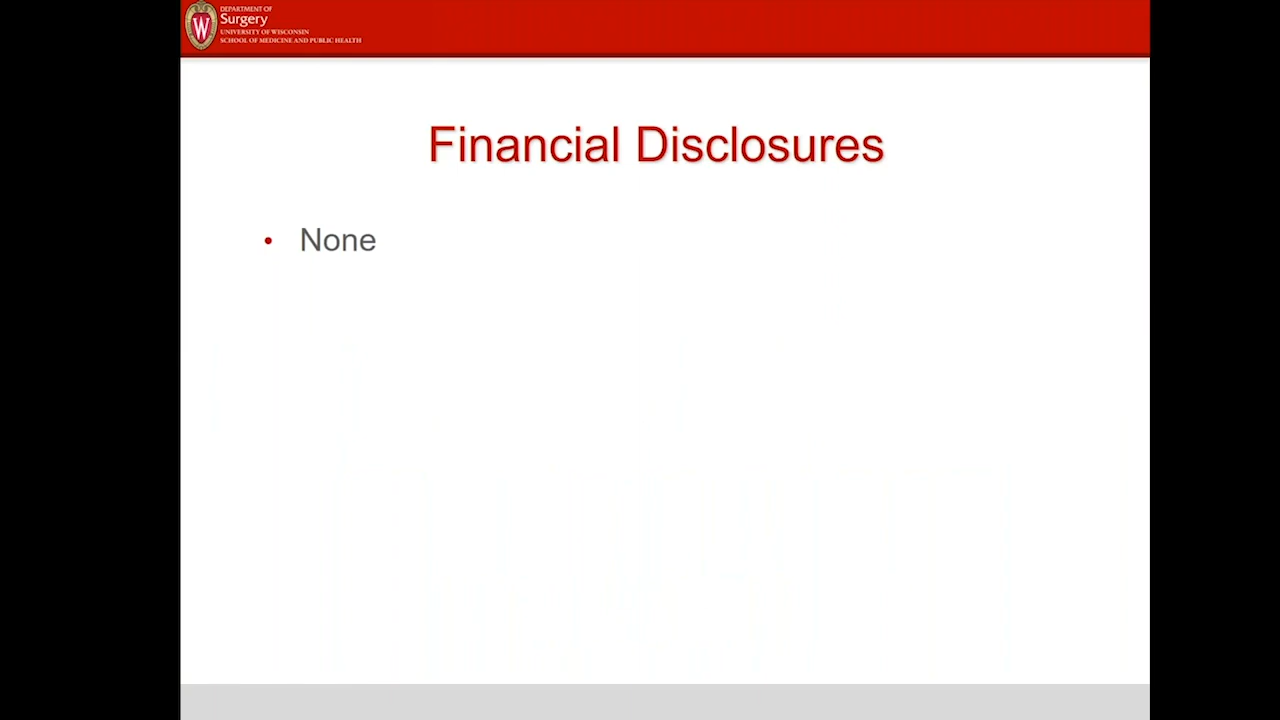 DEPARTMENT OF
Surgery
UNIVERSITY OF WISCONSIN
SCHOOL OF MEDICINE AND PUBLIC HEALTH
W
Financial Disclosures
• None